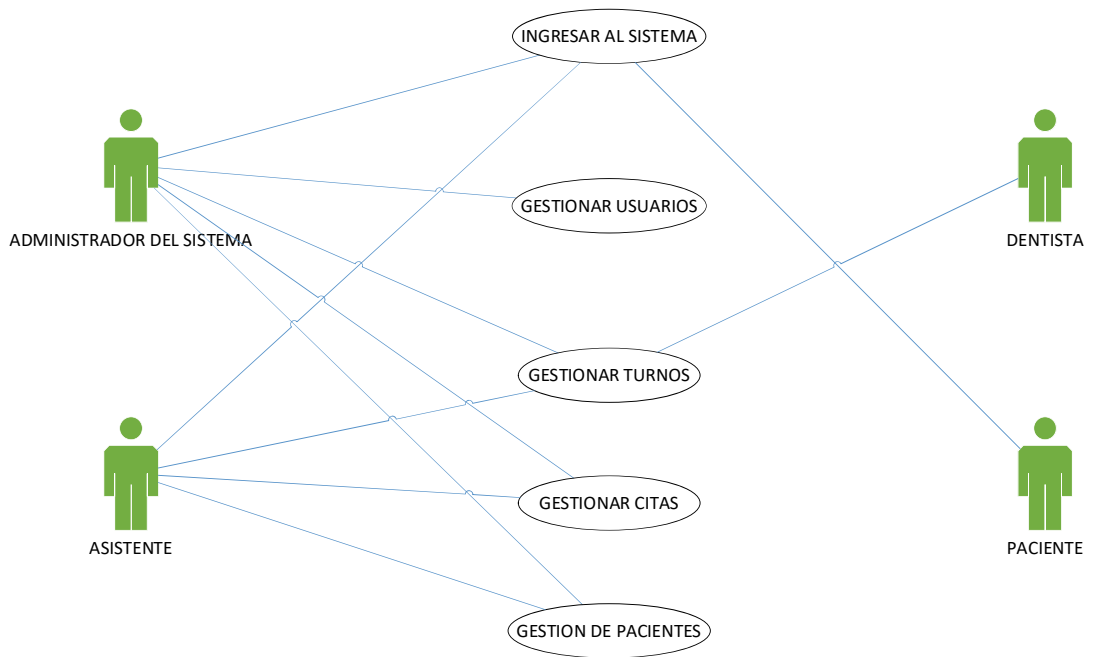 INGRESAR AL SISTEMA
GESTIONAR USUARIOS
ADMINISTRADOR DEL SISTEMA
DENTISTA
GESTIONAR TURNOS
GESTIONAR CITAS
ASISTENTE
PACIENTE
GESTION DE PACIENTES